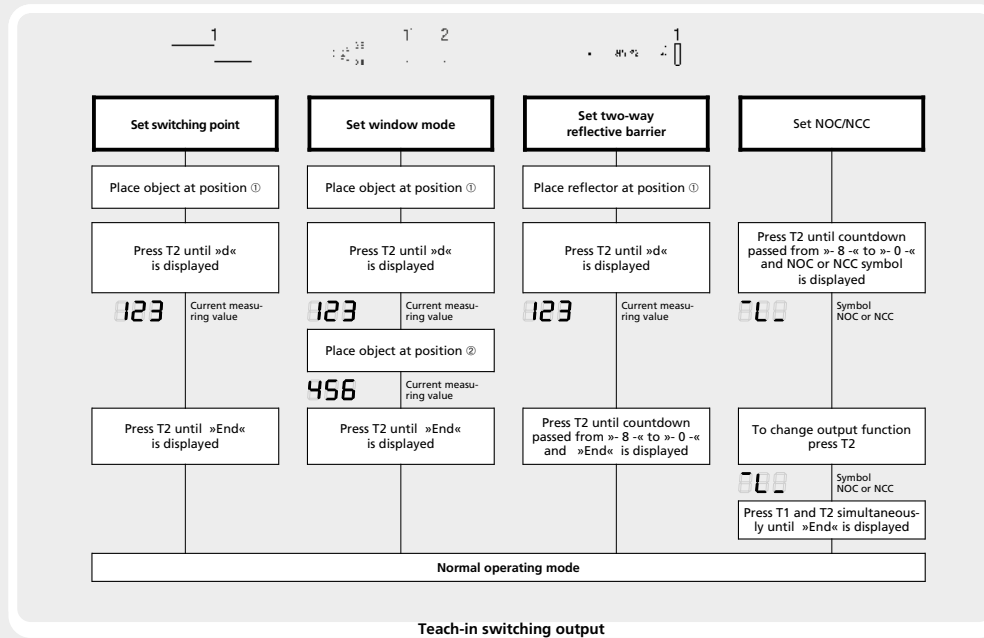 1
1 2
1
Set switching point
Set window mode
Set two-way
reflective barrier
Set NOC/NCC
Place object at position ①
Place object at position ①
Place reflector at position ①
Press T2 until »d«
is displayed
Press T2 until »d«
is displayed
Press T2 until »d«
is displayed
Press T2 until countdown
passed from »- 8 -« to »- 0 -«
and NOC or NCC symbol
is displayed
123
Current measu-
ring value
123
Current measu-
ring value
123
Current measu-
ring value
Symbol
NOC or NCC
Place object at position ②
456
Current measu-
ring value
Press T2 until »End«
is displayed
Press T2 until »End«
is displayed
Press T2 until countdown
passed from »- 8 -« to »- 0 -«
and »End« is displayed
To change output function
press T2
Symbol
NOC or NCC
Press T1 and T2 simultaneous-
ly until »End« is displayed
Normal operating mode
Teach-in switching output